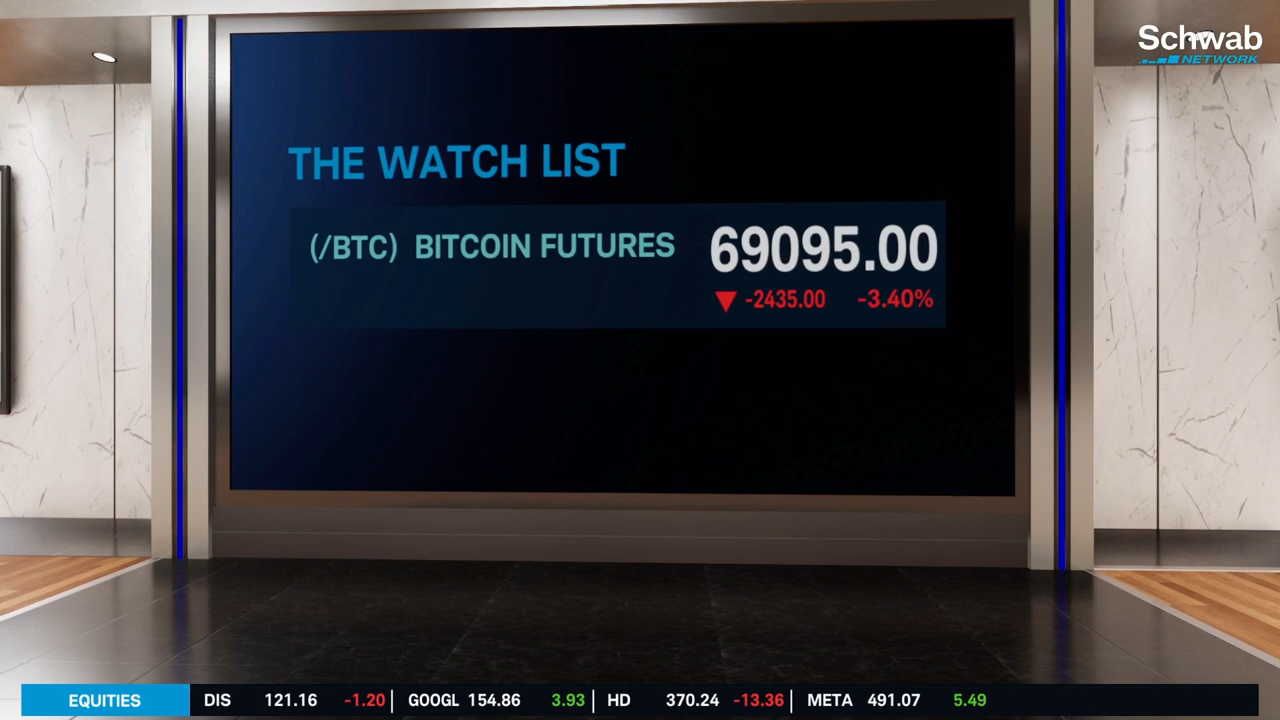 Schwab
NETWORK
THE WATCH LIST
(/BTC) BITCOIN FUTURES 69095.00
▼ -2435.00 -3.40%
EQUITIES DIS 121.16 -1.20 GOOGL 154.86 3.93 HD 370.24 -13.36 META 491.07 5.49